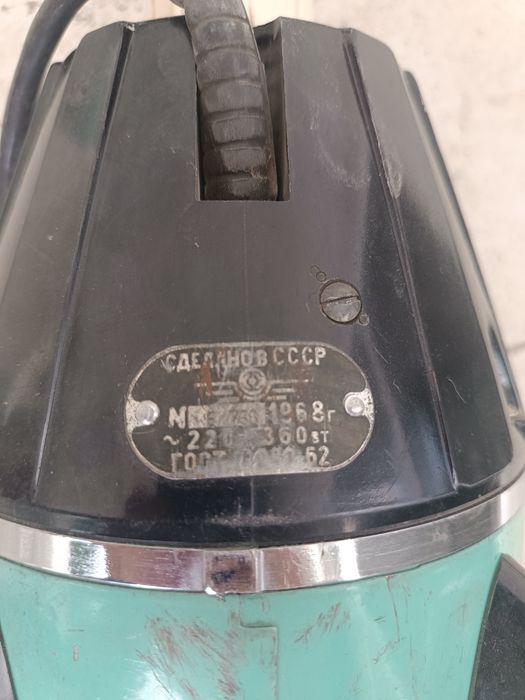 СДЕЛАНО В СССР
N 1968г
~ 220 360вт
ГОСТ